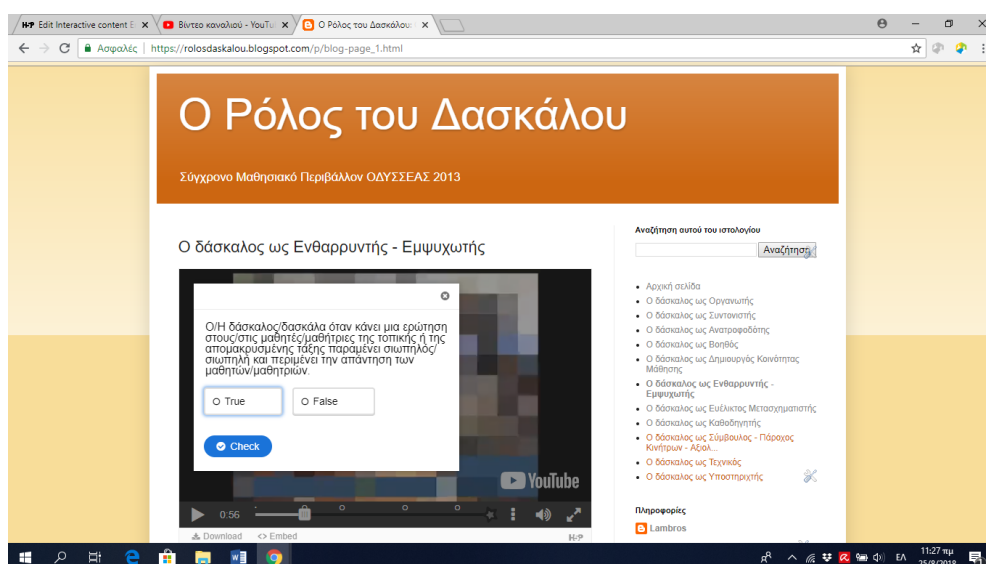 H-P Edit Interactive content E
Βίντεο καναλιού - YouTu
Ο Ρόλος του Δασκάλου:
Ασφαλές
https://rolosdaskalou.blogspot.com/p/blog-page_1.html
Ο Ρόλος του Δασκάλου
Σύγχρονο Μαθησιακό Περιβάλλον ΟΔΥΣΣΕΑΣ 2013
Ο δάσκαλος ως Ενθαρρυντής - Εμψυχωτής
Ο/Η δάσκαλος/δασκάλα όταν κάνει μια ερώτηση
στους/στις μαθητές/μαθήτριες της τοπικής ή της
απομακρυσμένης τάξης παραμένει σιωπηλός/
σιωπηλή και περιμένει την απάντηση των
μαθητών/μαθητριών.
True
False
Check
YouTube
0:56
Download
<> Embed
H-P
Αναζήτηση αυτού του ιστολογίου
Αναζήτηση
Αρχική σελίδα
Ο δάσκαλος ως Οργανωτής
Ο δάσκαλος ως Συντονιστής
Ο δάσκαλος ως Ανατροφοδότης
Ο δάσκαλος ως Βοηθός
Ο δάσκαλος ως Δημιουργός Κοινότητας
Μάθησης
Ο δάσκαλος ως Ενθαρρυντής -
Εμψυχωτής
Ο δάσκαλος ως Ευέλικτος Μετασχηματιστής
Ο δάσκαλος ως Καθοδηγητής
Ο δάσκαλος ως Σύμβουλος - Πάροχος
Κινήτρων - Αξιολ...
Ο δάσκαλος ως Τεχνικός
Ο δάσκαλος ως Υποστηριχτής
Πληροφορίες
Lambros
ΕΛ
11:27 πμ
25/8/2018